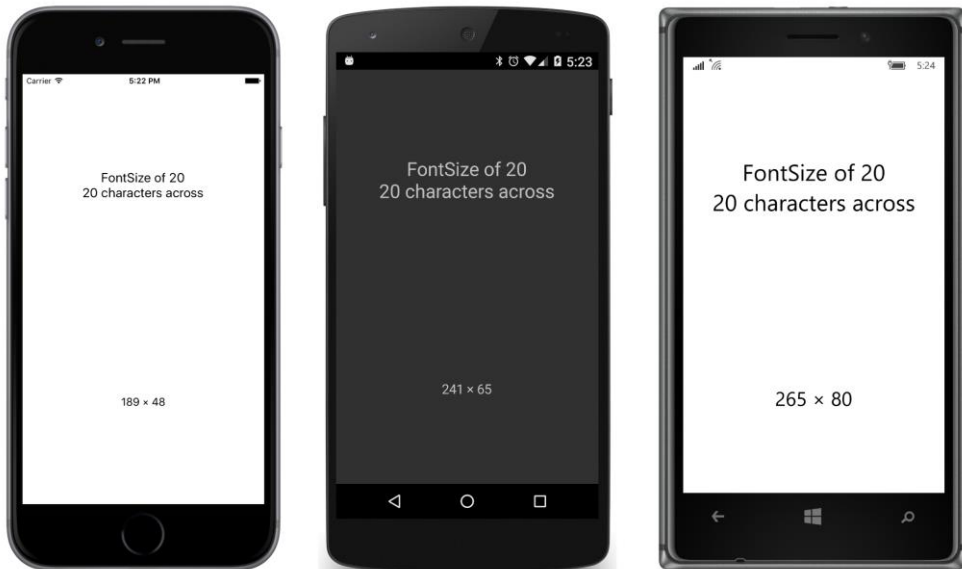 Carrier
5:22 PM
FontSize of 20
20 characters across
189 × 48
5:23
FontSize of 20
20 characters across
241 × 65
5:24
FontSize of 20
20 characters across
265 × 80